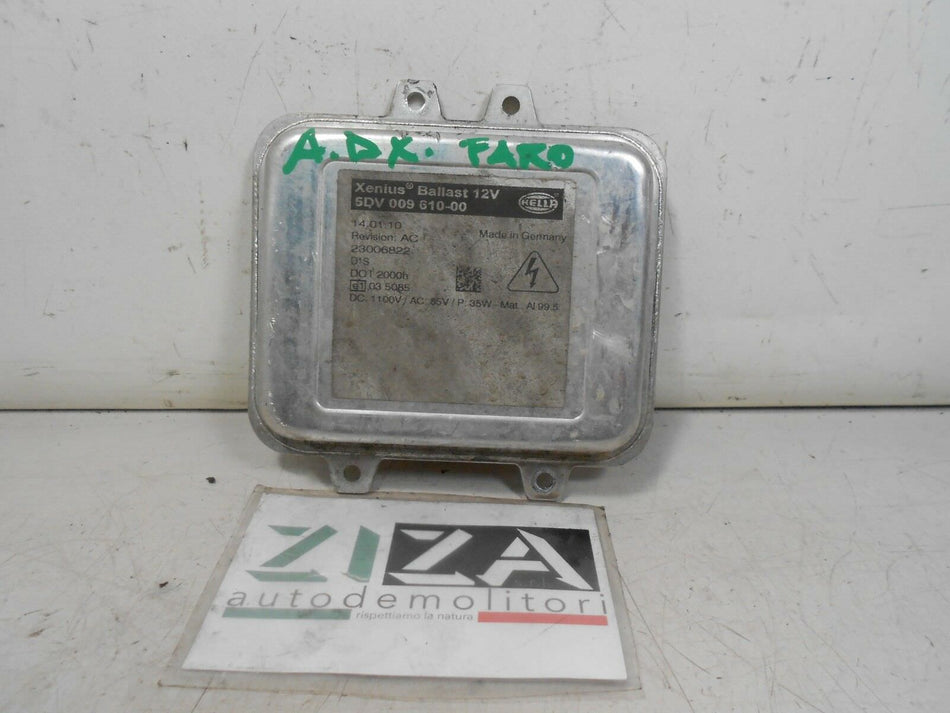 A.DX. FARO
Xenius® Ballast 12V
5DV 009 610-00
HELLA
14.01.10
Revision: AC
Made in Germany
23006822
D1S
DOT 2000h
E1 03 5085
DC: 1100V / AC: 85V / P: 35W - Mat.: Al 99.5
ZIZA
autodemolitori
rispettiamo la natura